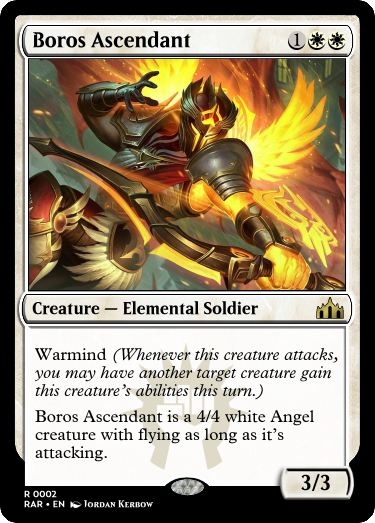 Boros Ascendant 1
Creature — Elemental Soldier
Warmind (Whenever this creature attacks,
you may have another target creature gain
this creature's abilities this turn.)
Boros Ascendant is a 4/4 white Angel
creature with flying as long as it's
attacking.
3/3
R 0002
RAR • EN Jordan Kerbow